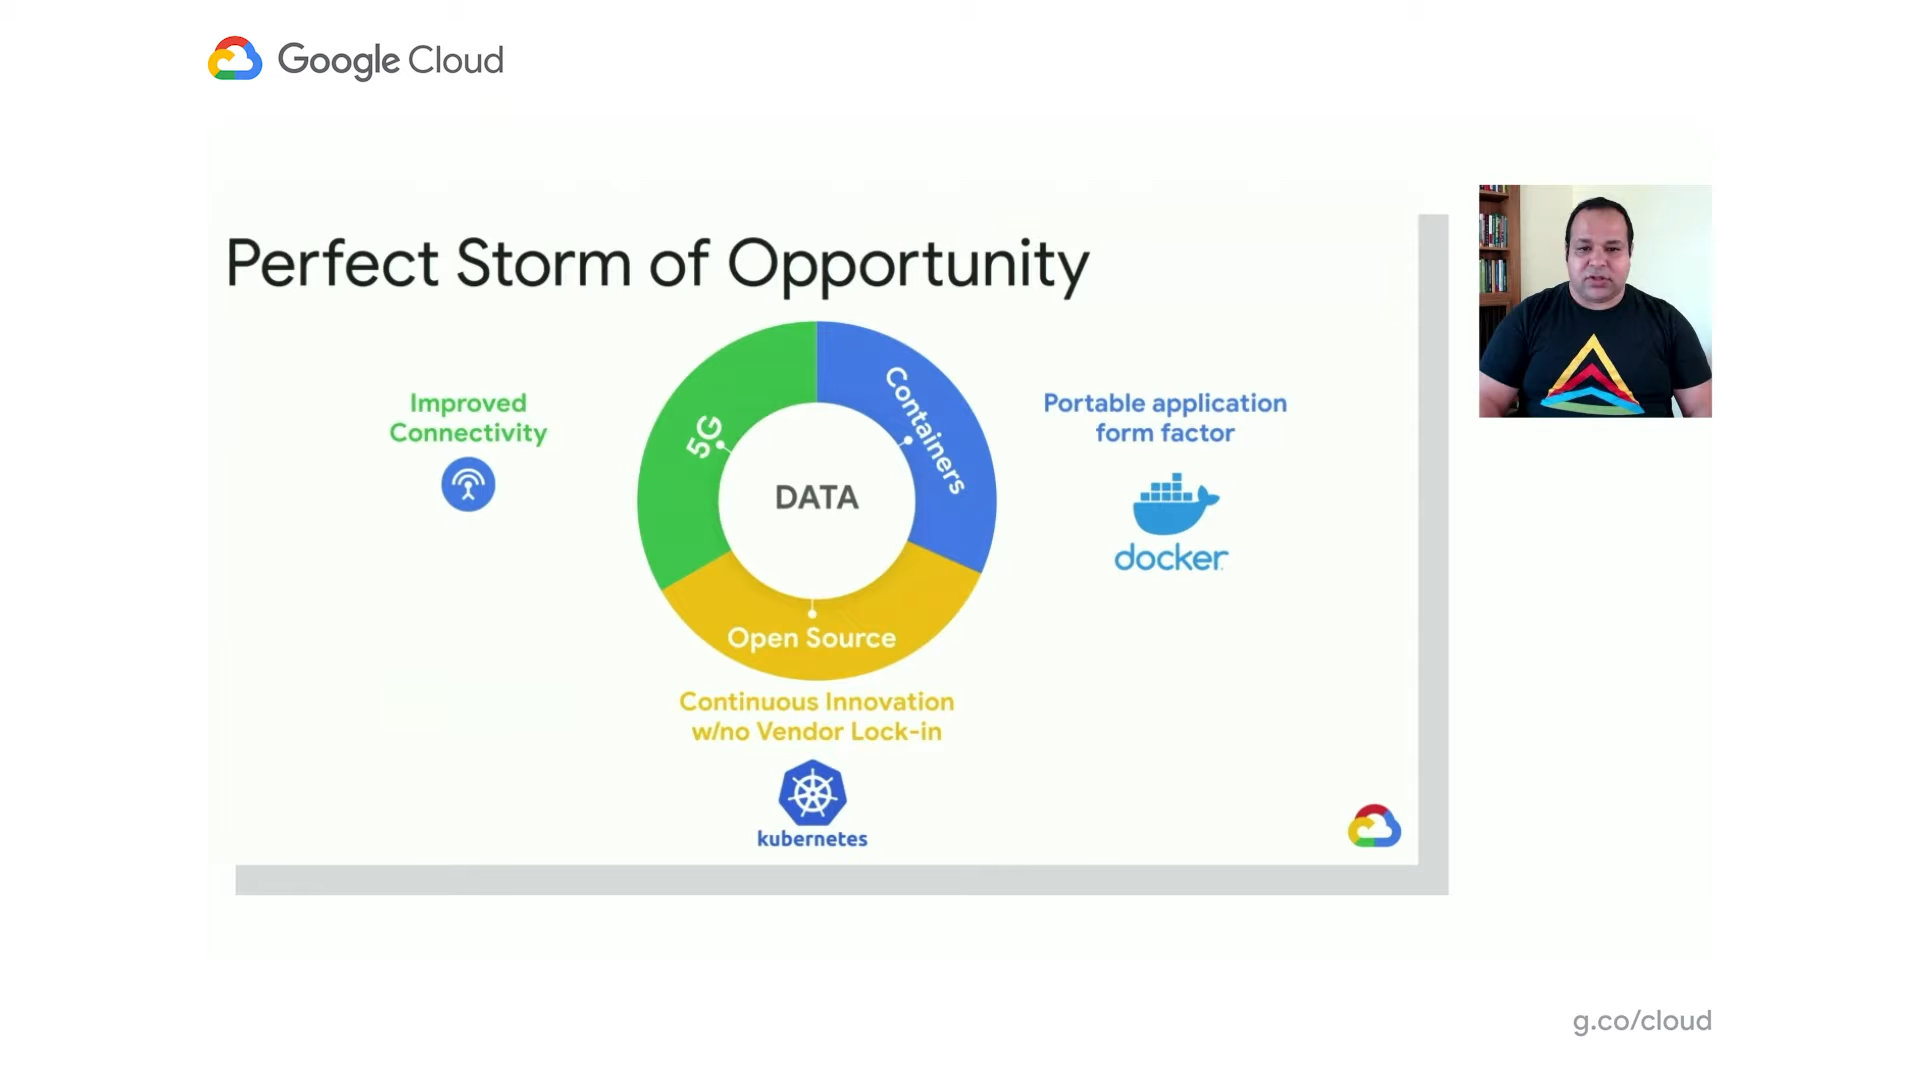 Google Cloud
Perfect Storm of Opportunity
Improved
Connectivity
5G
Containers
DATA
Open Source
Portable application
form factor
docker
Continuous Innovation
w/no Vendor Lock-in
kubernetes
g.co/cloud